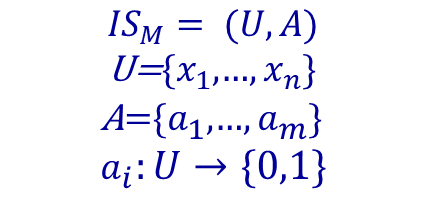 IS_M = (U, A)
U={x_1,...,x_n}
A={a_1,...,a_m}
a_i: U → {0,1}